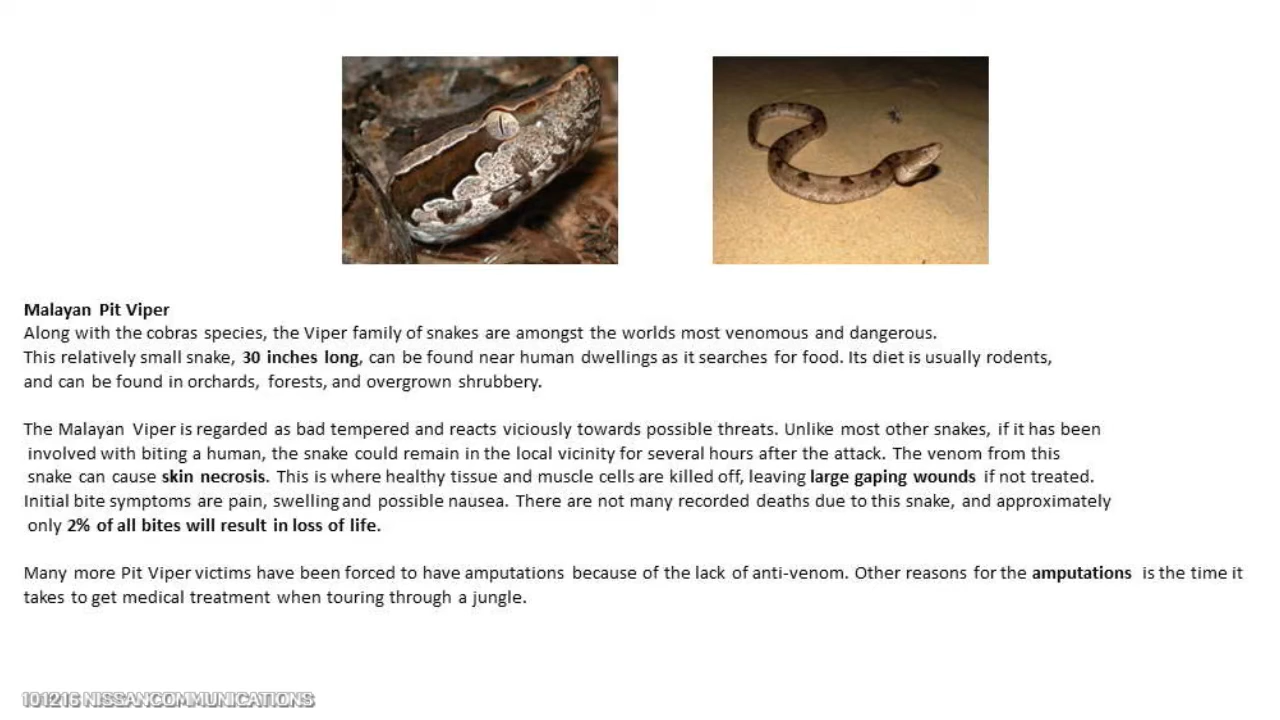 Malayan Pit Viper
Along with the cobras species, the Viper family of snakes are amongst the worlds most venomous and dangerous.
This relatively small snake, 30 inches long, can be found near human dwellings as it searches for food. Its diet is usually rodents,
and can be found in orchards, forests, and overgrown shrubbery.
The Malayan Viper is regarded as bad tempered and reacts viciously towards possible threats. Unlike most other snakes, if it has been
involved with biting a human, the snake could remain in the local vicinity for several hours after the attack. The venom from this
snake can cause skin necrosis. This is where healthy tissue and muscle cells are killed off, leaving large gaping wounds if not treated.
Initial bite symptoms are pain, swelling and possible nausea. There are not many recorded deaths due to this snake, and approximately
only 2% of all bites will result in loss of life.
Many more Pit Viper victims have been forced to have amputations because of the lack of anti-venom. Other reasons for the amputations is the time it
takes to get medical treatment when touring through a jungle.
101216 NISSANCOMMUNICATIONS